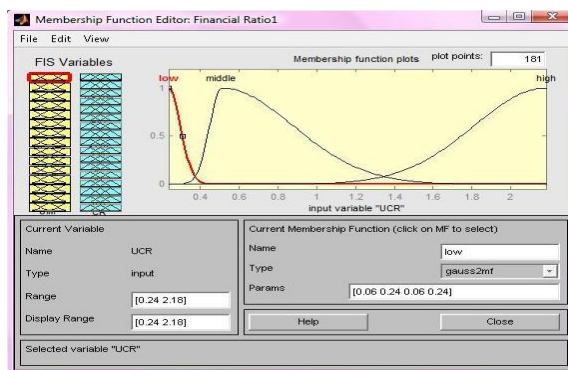 Membership Function Editor: Financial Ratio1
File Edit View
FIS Variables
Membership function plots plot points: 181
low middle high
1
0.5
0
0.4 0.6 0.8 1 1.2 1.4 1.6 1.8 2
input variable "UCR"
CR
Current Variable
Name UCR
Type input
Range [0.24 2.18]
Display Range [0.24 2.18]
Current Membership Function (click on MF to select)
Name low
Type gauss2mf
Params [0.06 0.24 0.06 0.24]
Help Close
Selected variable "UCR"